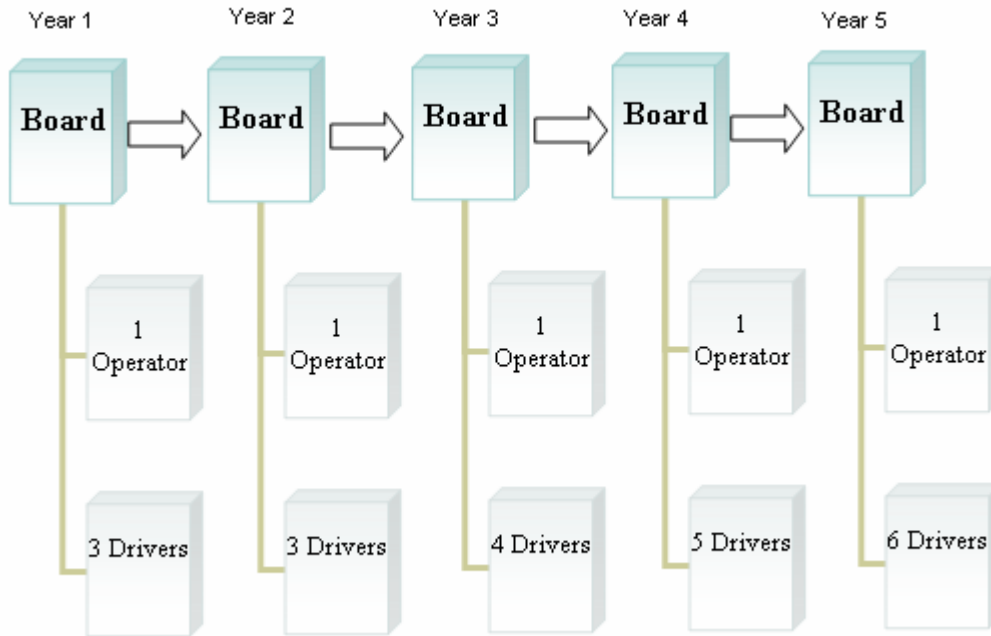 Year 1
Year 2
Year 3
Year 4
Year 5
Board
Board
Board
Board
Board
1
Operator
1
Operator
1
Operator
1
Operator
1
Operator
3 Drivers
3 Drivers
4 Drivers
5 Drivers
6 Drivers